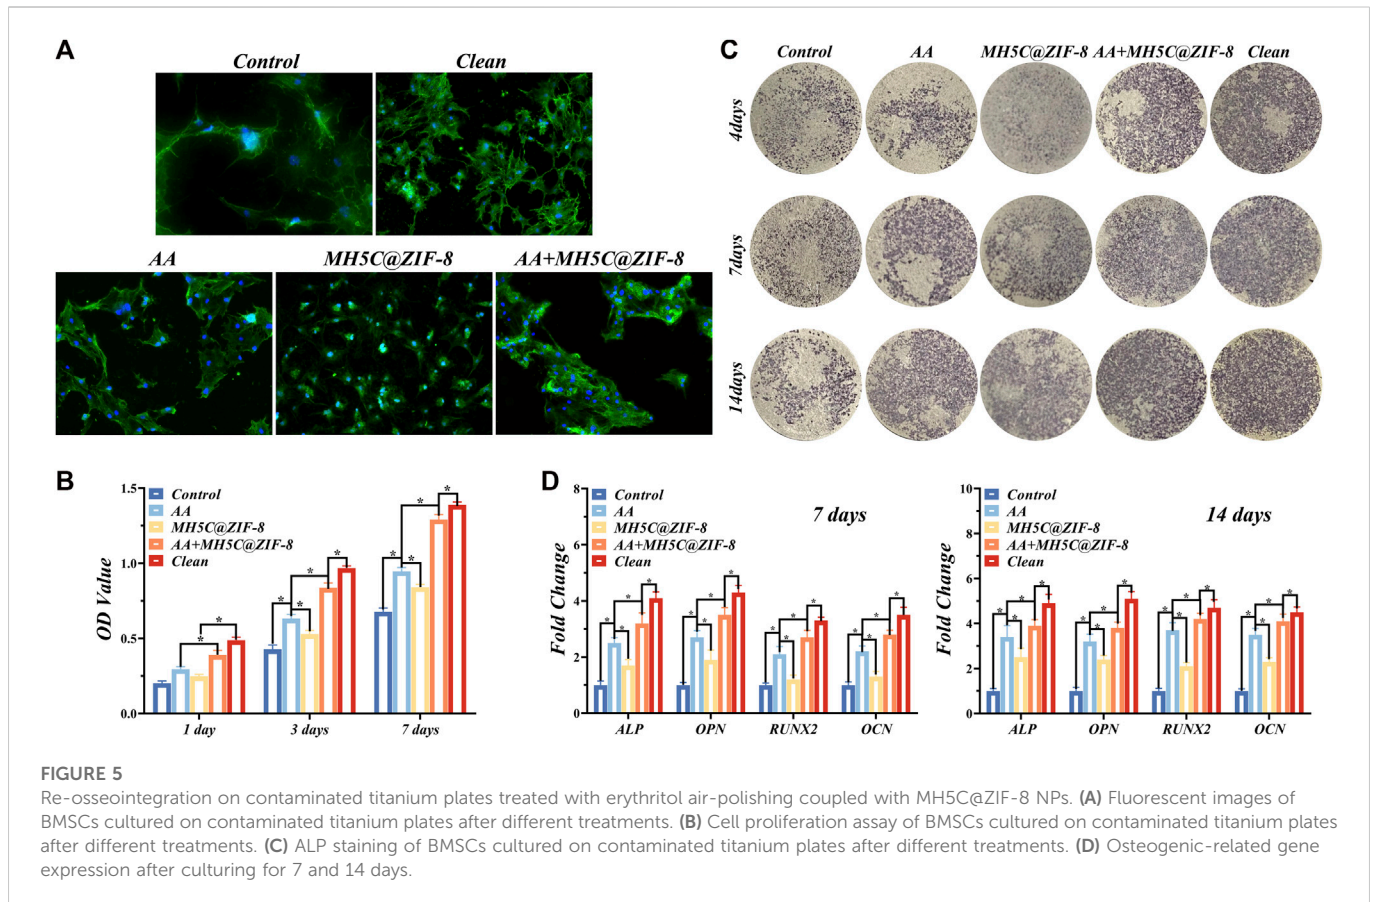 A
Control
Clean
AA
MH5C@ZIF-8
AA+MH5C@ZIF-8
C
Control
AA
MH5C@ZIF-8
AA+MH5C@ZIF-8
Clean
4days
7days
14days
B
OD Value
1.5
1.0
0.5
0.0
Control
AA
MH5C@ZIF-8
AA+MH5C@ZIF-8
Clean
* * * * * * * * * *
1 day
3 days
7 days
D
Fold Change
8
6
4
2
0
Control
AA
MH5C@ZIF-8
AA+MH5C@ZIF-8
Clean
7 days
* * * * * * * * * * * * * * * *
ALP
OPN
RUNX2
OCN
Fold Change
10
8
6
4
2
0
Control
AA
MH5C@ZIF-8
AA+MH5C@ZIF-8
Clean
14 days
* * * * * * * * * * * * * * * *
ALP
OPN
RUNX2
OCN
FIGURE 5
Re-osseointegration on contaminated titanium plates treated with erythritol air-polishing coupled with MH5C@ZIF-8 NPs. (A) Fluorescent images of
BMSCs cultured on contaminated titanium plates after different treatments. (B) Cell proliferation assay of BMSCs cultured on contaminated titanium plates
after different treatments. (C) ALP staining of BMSCs cultured on contaminated titanium plates after different treatments. (D) Osteogenic-related gene
expression after culturing for 7 and 14 days.